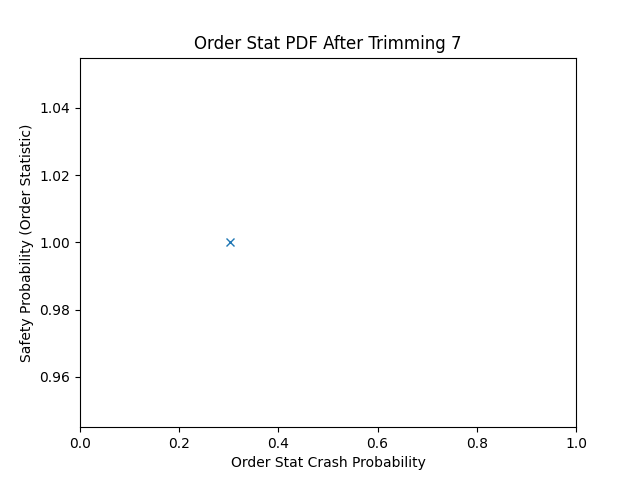 Order Stat PDF After Trimming 7
Safety Probability (Order Statistic)
1.04
1.02
1.00
0.98
0.96
0.0 0.2 0.4 0.6 0.8 1.0
Order Stat Crash Probability